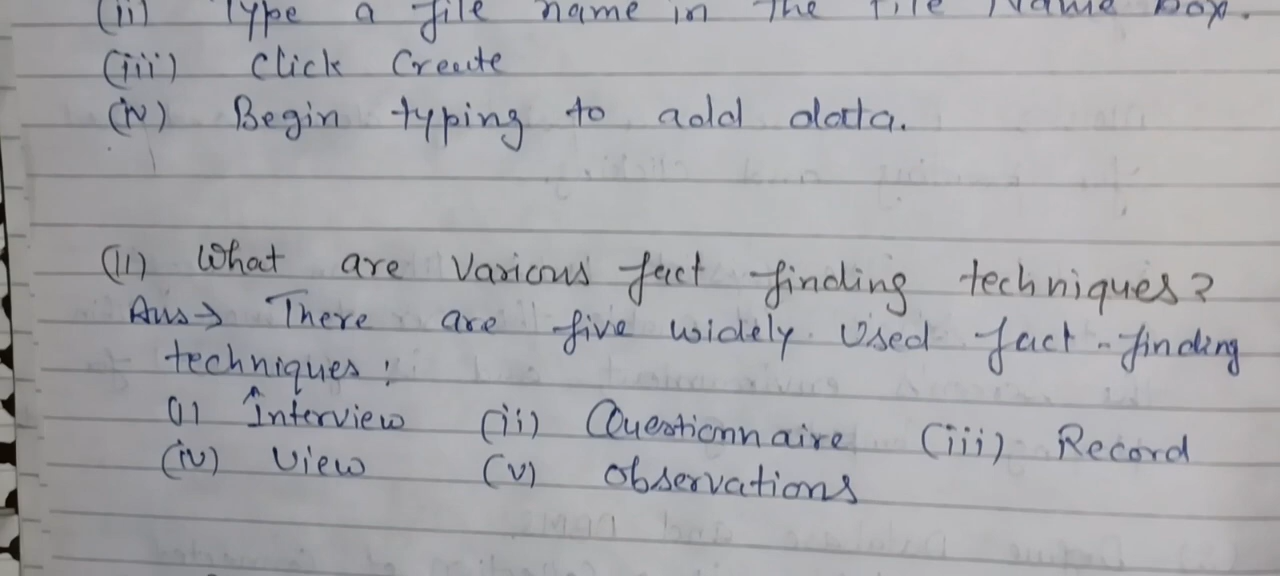 (ii) Type a file name in the File Name box.
(iii) Click Create
(iv) Begin typing to add data.
(11) What are various fact finding techniques?
Ans→ There are five widely used fact-finding
techniques:
(i) Interview (ii) Questionnaire (iii) Record
(iv) View (v) Observations